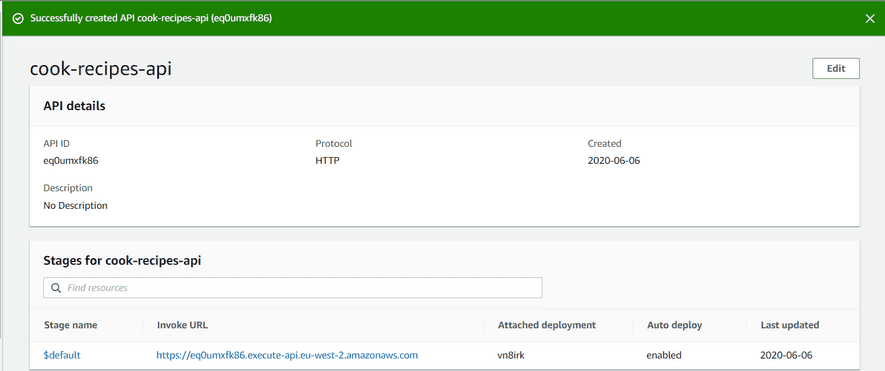 Successfully created API cook-recipes-api (eq0umxfk86)
cook-recipes-api
Edit
API details
API ID Protocol Created
eq0umxfk86 HTTP 2020-06-06
Description
No Description
Stages for cook-recipes-api
Find resources
Stage name Invoke URL Attached deployment Auto deploy Last updated
$default https://eq0umxfk86.execute-api.eu-west-2.amazonaws.com vn8irk enabled 2020-06-06